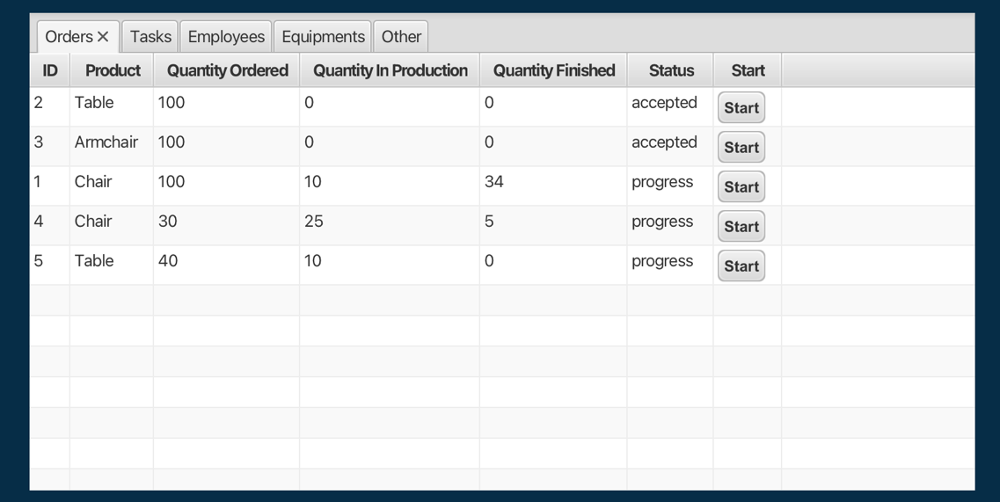 Orders Tasks Employees Equipments Other
ID Product Quantity Ordered Quantity In Production Quantity Finished Status Start
2 Table 100 0 0 accepted Start
3 Armchair 100 0 0 accepted Start
1 Chair 100 10 34 progress Start
4 Chair 30 25 5 progress Start
5 Table 40 10 0 progress Start